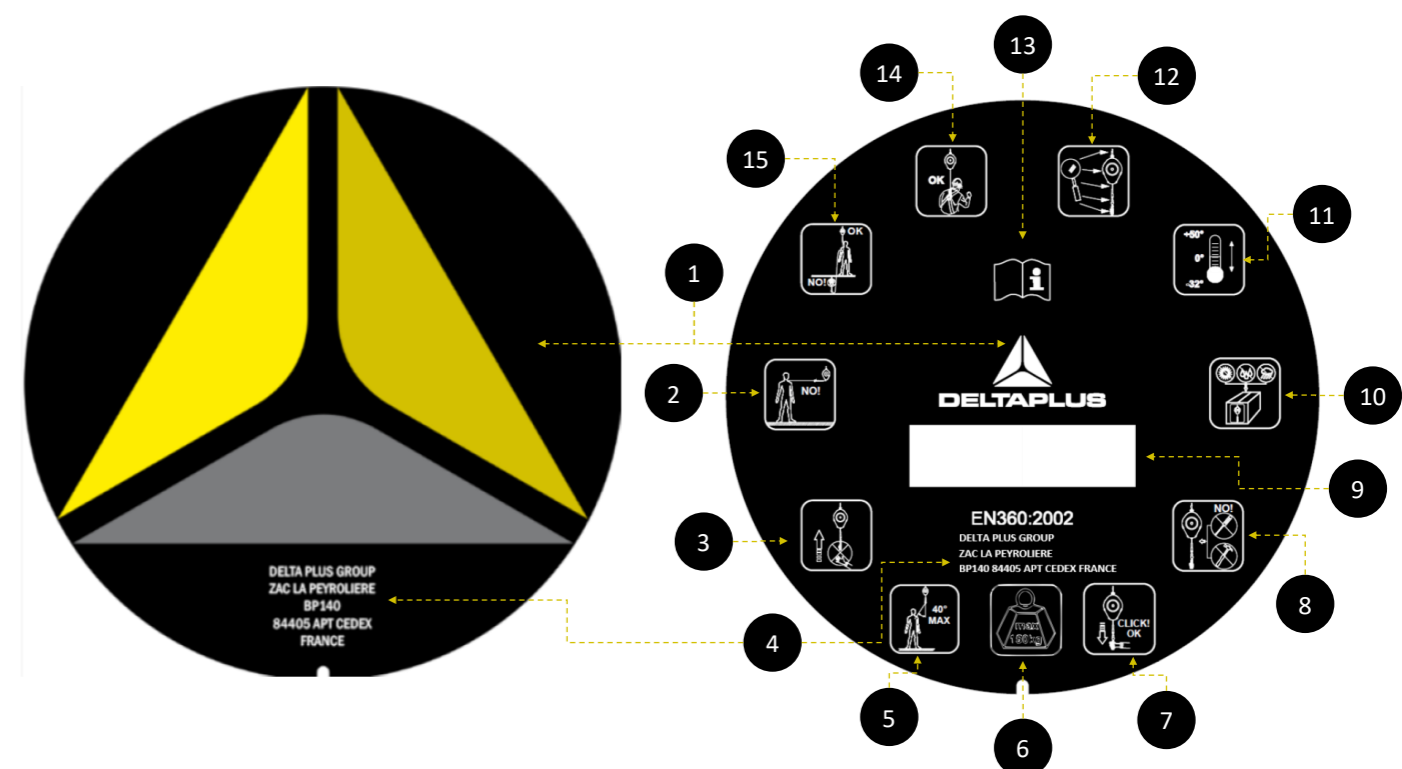 13
14
12
15
OK
11
+50°
0°
-32°
OK
NO!
1
2
NO!
10
DELTAPLUS
9
3
EN360:2002
DELTA PLUS GROUP
ZAC LA PEYROLIERE
BP140 84405 APT CEDEX FRANCE
NO!
8
DELTA PLUS GROUP
ZAC LA PEYROLIERE
BP140
84405 APT CEDEX
FRANCE
4
40°
MAX
max
CLICK!
OK
5
6
7